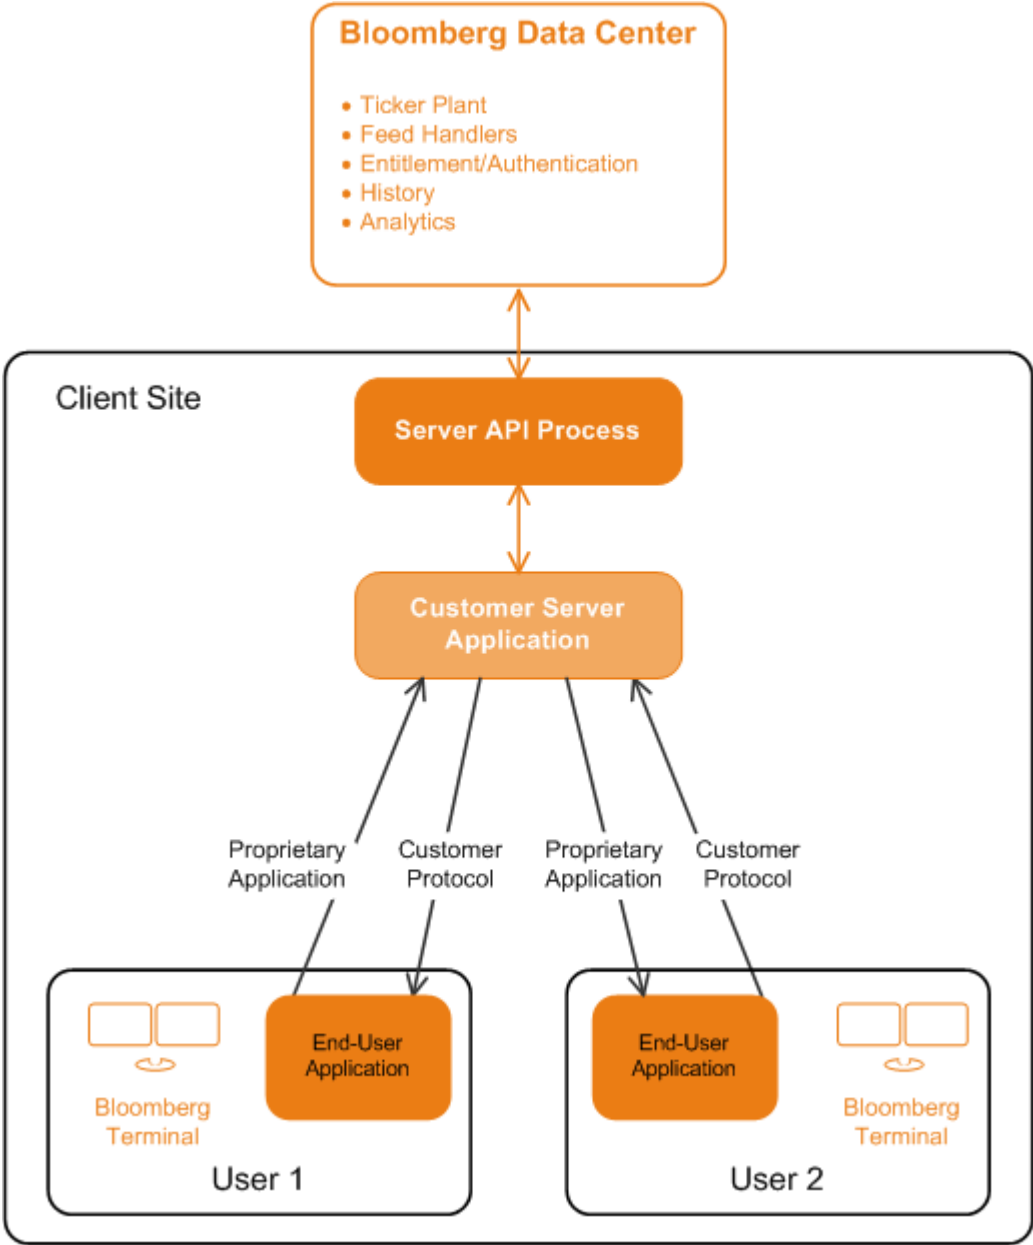 Bloomberg Data Center
• Ticker Plant
• Feed Handlers
• Entitlement/Authentication
• History
• Analytics
Client Site
Server API Process
Customer Server
Application
Proprietary
Application
Customer
Protocol
Proprietary
Application
Customer
Protocol
Bloomberg
Terminal
End-User
Application
User 1
End-User
Application
Bloomberg
Terminal
User 2